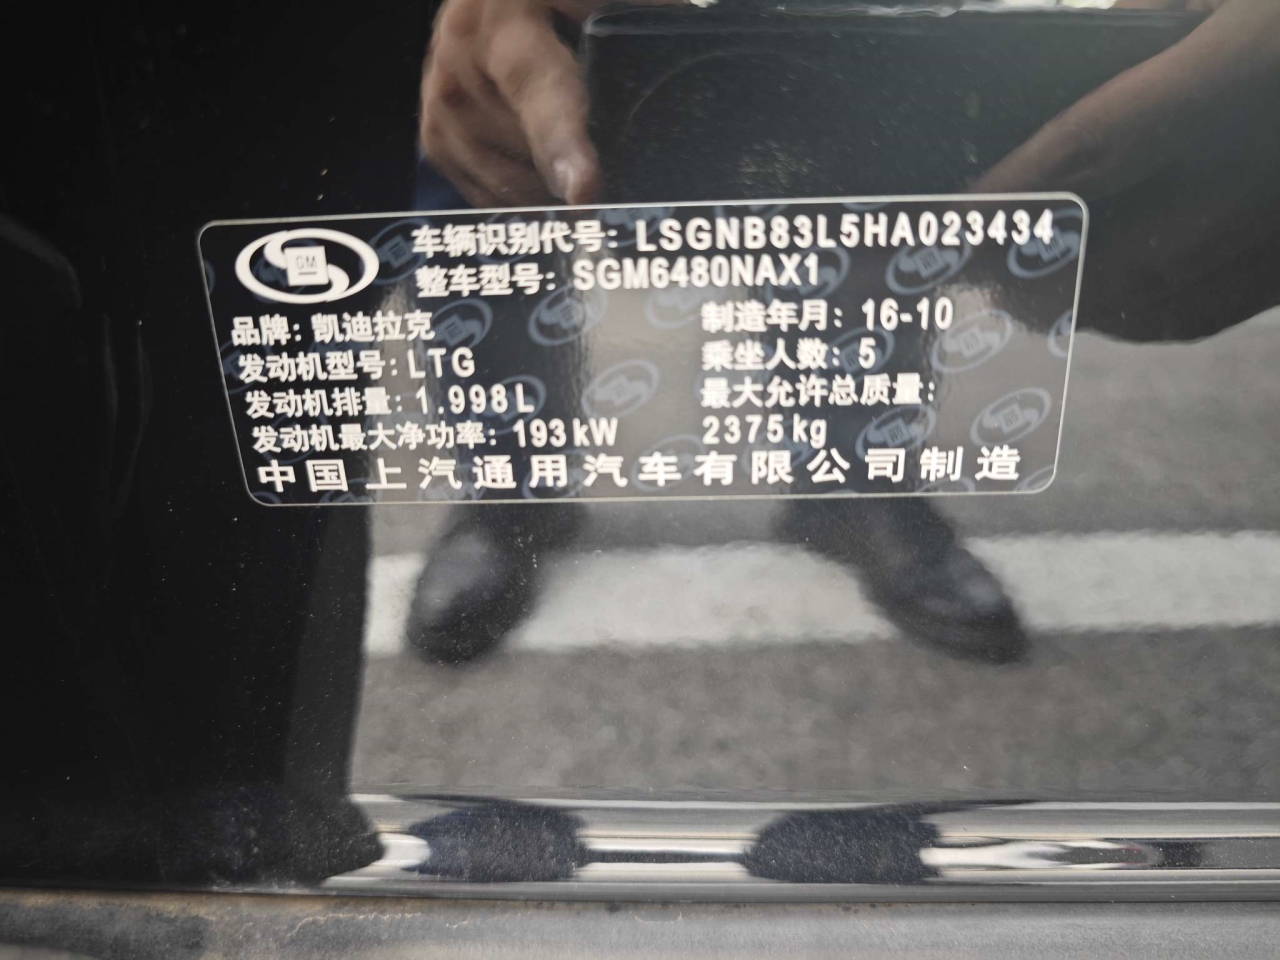 GM
车辆识别代号: LSGNB83L5HA023434
整车型号: SGM6480NAX1
品牌: 凯迪拉克
制造年月: 16-10
发动机型号: LTG
乘坐人数: 5
发动机排量: 1.998L
最大允许总质量:
发动机最大净功率: 193kW
2375kg
中国上汽通用汽车有限公司制造